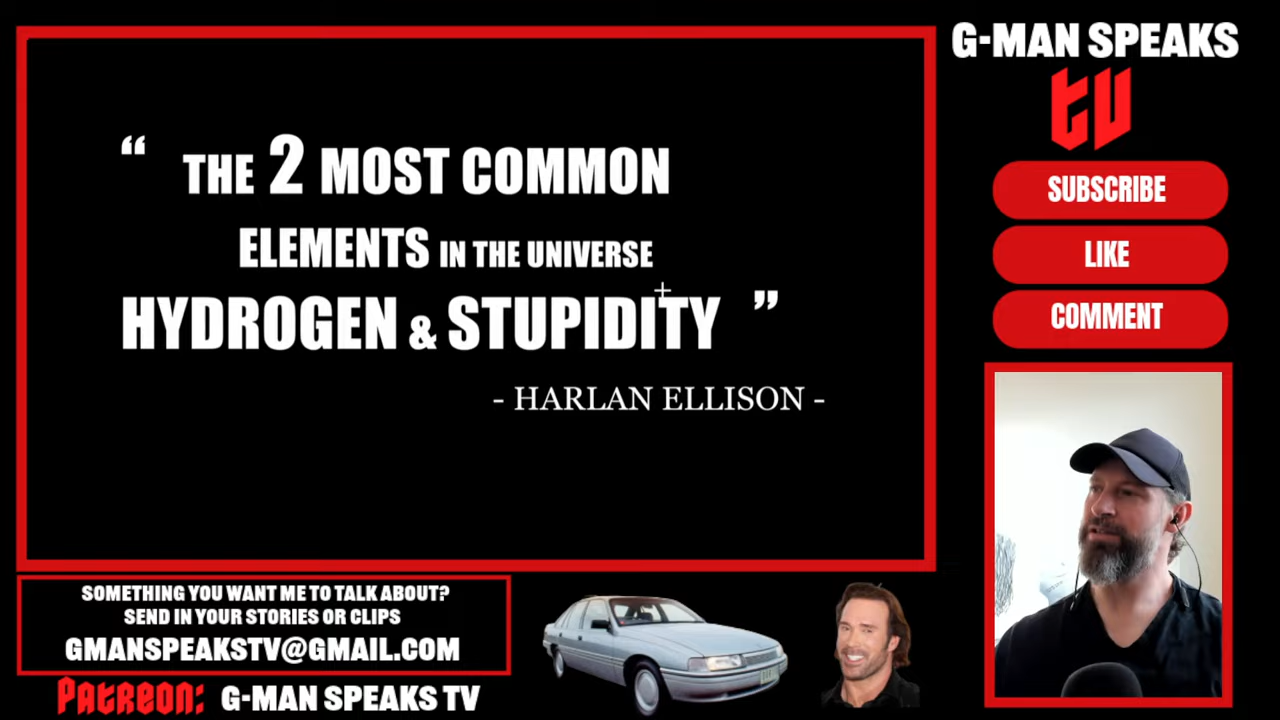 “ THE 2 MOST COMMON
ELEMENTS IN THE UNIVERSE
HYDROGEN & STUPIDITY ”
- HARLAN ELLISON -
G-MAN SPEAKS
tv
SUBSCRIBE
LIKE
COMMENT
SOMETHING YOU WANT ME TO TALK ABOUT?
SEND IN YOUR STORIES OR CLIPS
GMANSPEAKSTV@GMAIL.COM
Patreon: G-MAN SPEAKS TV